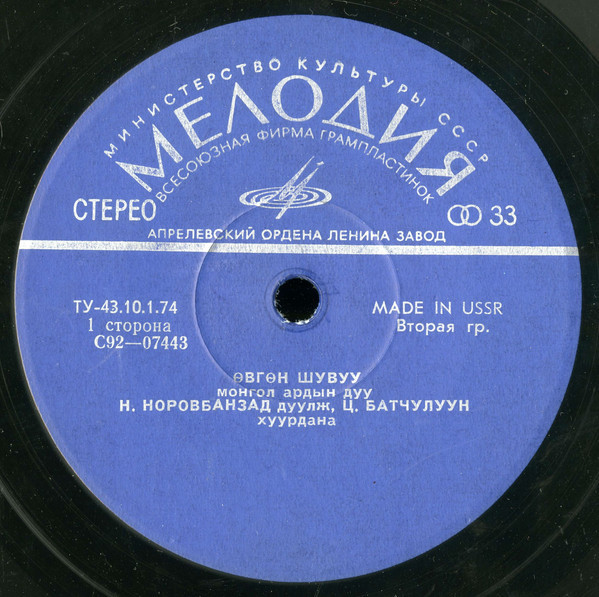 МИНИСТЕРСТВО КУЛЬТУРЫ СССР
МЕЛОДИЯ
ВСЕСОЮЗНАЯ ФИРМА ГРАМПЛАСТИНОК
СТЕРЕО
33
АПРЕЛЕВСКИЙ ОРДЕНА ЛЕНИНА ЗАВОД
ТУ-43.10.1.74
1 сторона
С92—07443
MADE IN USSR
Вторая гр.
ӨВГӨН ШУВУУ
монгол ардын дуу
Н. НОРОВБАНЗАД дуулж, Ц. БАТЧУЛУУН
хуурдана